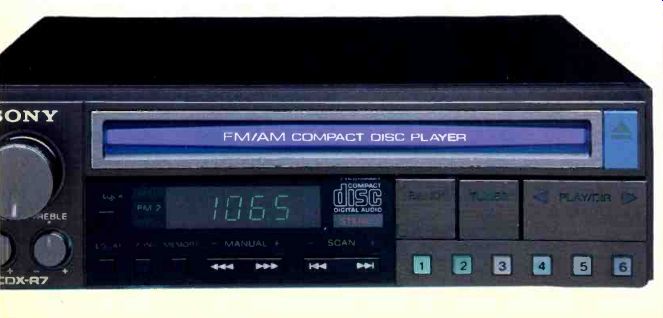 SONY
FM/AM COMPACT DISC PLAYER
COMPACT
disc
DIGITAL AUDIO
FM 2
1065
TUNER
PLAY/DIR
TREBLE
MEMORY
- MANUAL +
- SCAN +
1 2 3 4 5 6
CDX-R7